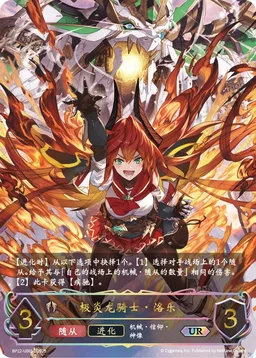 【进化时】从以下选项中抉择1个。【1】选择对手战场上的1个随
从。给予其与「自己的战场上的机械·随从的数量」相同的伤害。
【2】此卡获得【疾驰】。
极炎龙骑士·洛乐
3
3
随从
进化
机械·信仰·
神像
UR